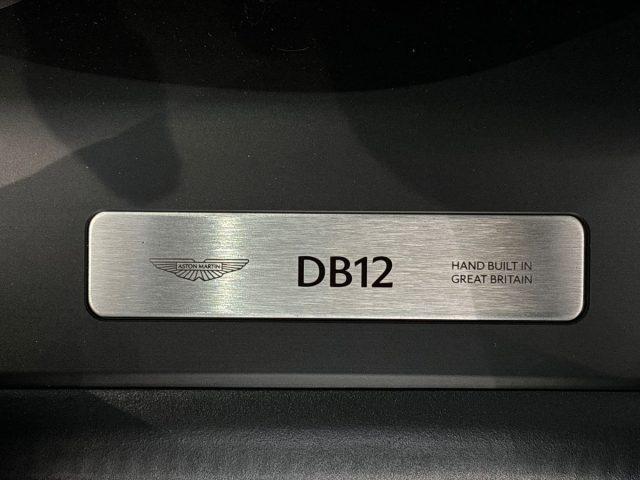 ASTON MARTIN
DB12
HAND BUILT IN
GREAT BRITAIN